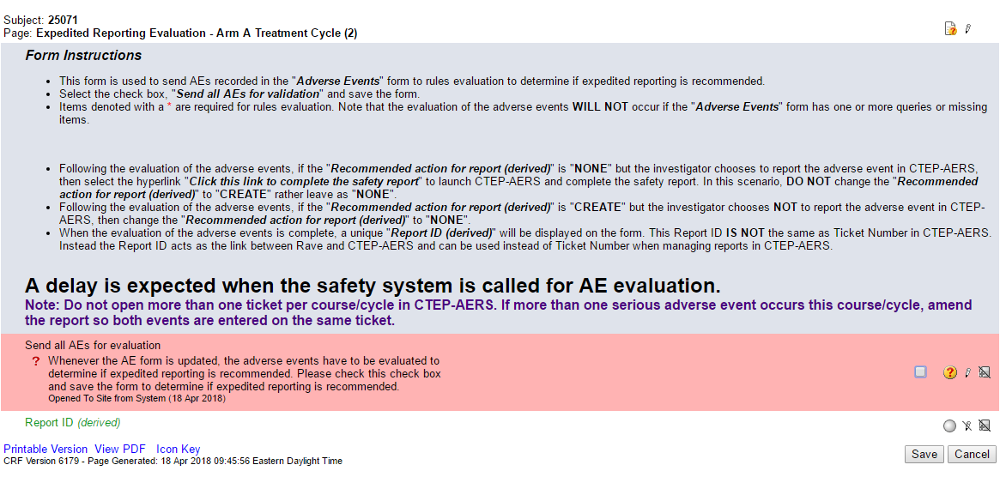 Subject: 25071
Page: Expedited Reporting Evaluation - Arm A Treatment Cycle (2)
Form Instructions
• This form is used to send AEs recorded in the "Adverse Events" form to rules evaluation to determine if expedited reporting is recommended.
• Select the check box, "Send all AEs for validation" and save the form.
• Items denoted with a * are required for rules evaluation. Note that the evaluation of the adverse events WILL NOT occur if the "Adverse Events" form has one or more queries or missing
items.
• Following the evaluation of the adverse events, if the "Recommended action for report (derived)" is "NONE" but the investigator chooses to report the adverse event in CTEP-AERS,
then select the hyperlink "Click this link to complete the safety report" to launch CTEP-AERS and complete the safety report. In this scenario, DO NOT change the "Recommended
action for report (derived)" to "CREATE" rather leave as "NONE".
• Following the evaluation of the adverse events, if the "Recommended action for report (derived)" is "CREATE" but the investigator chooses NOT to report the adverse event in CTEP-
AERS, then change the "Recommended action for report (derived)" to "NONE".
• When the evaluation of the adverse events is complete, a unique "Report ID (derived)" will be displayed on the form. This Report ID IS NOT the same as Ticket Number in CTEP-AERS.
Instead the Report ID acts as the link between Rave and CTEP-AERS and can be used instead of Ticket Number when managing reports in CTEP-AERS.
A delay is expected when the safety system is called for AE evaluation.
Note: Do not open more than one ticket per course/cycle in CTEP-AERS. If more than one serious adverse event occurs this course/cycle, amend
the report so both events are entered on the same ticket.
Send all AEs for evaluation
? Whenever the AE form is updated, the adverse events have to be evaluated to
determine if expedited reporting is recommended. Please check this check box
and save the form to determine if expedited reporting is recommended.
Opened To Site from System (18 Apr 2018)
Report ID (derived)
Printable Version View PDF Icon Key
CRF Version 6179 - Page Generated: 18 Apr 2018 09:45:56 Eastern Daylight Time
Save Cancel